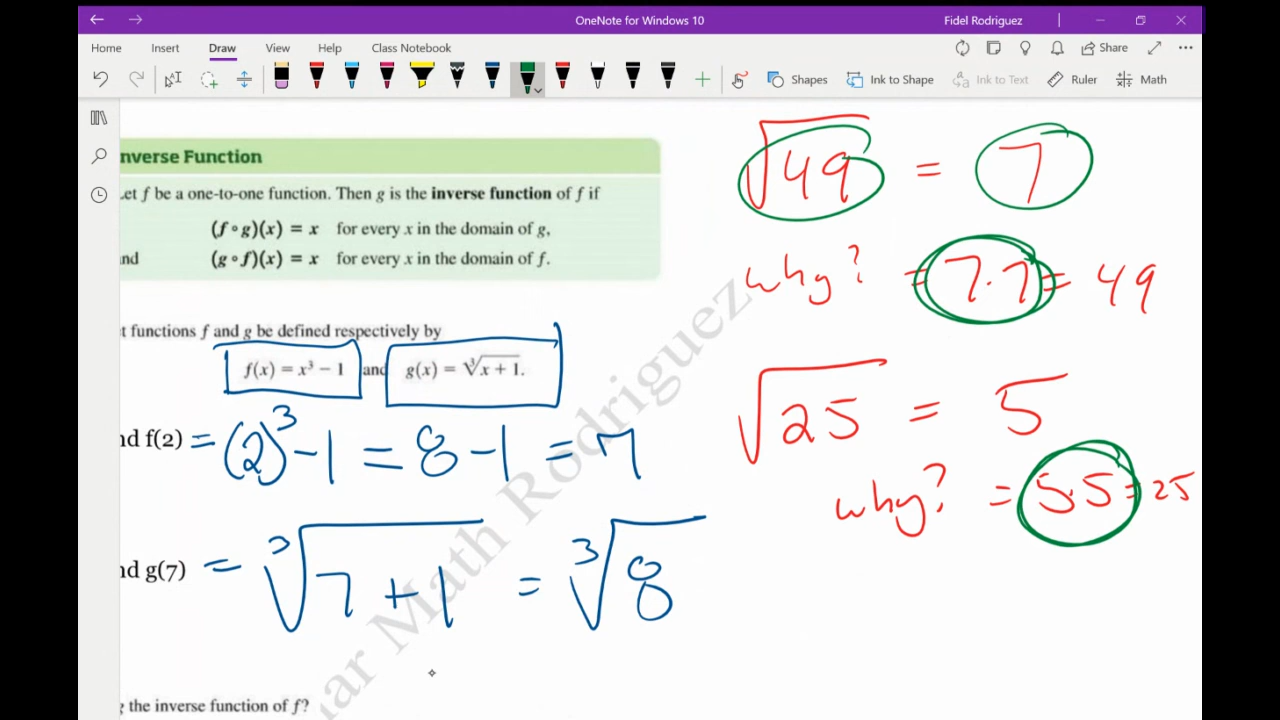 OneNote for Windows 10
Fidel Rodriguez
Home Insert Draw View Help Class Notebook
Share
Shapes Ink to Shape Ink to Text Ruler Math
nverse Function
Let f be a one-to-one function. Then g is the inverse function of f if
(f ∘ g)(x) = x for every x in the domain of g,
nd (g ∘ f)(x) = x for every x in the domain of f.
t functions f and g be defined respectively by
f(x) = x³ − 1 and g(x) = ∛x + 1.
nd f(2) = (2)³ − 1 = 8 − 1 = 7
nd g(7) = ∛7 + 1 = ∛8
g the inverse function of f?
√49 = 7
why? = 7·7 = 49
√25 = 5
why? = 5·5 = 25
ar Math Rodriguez